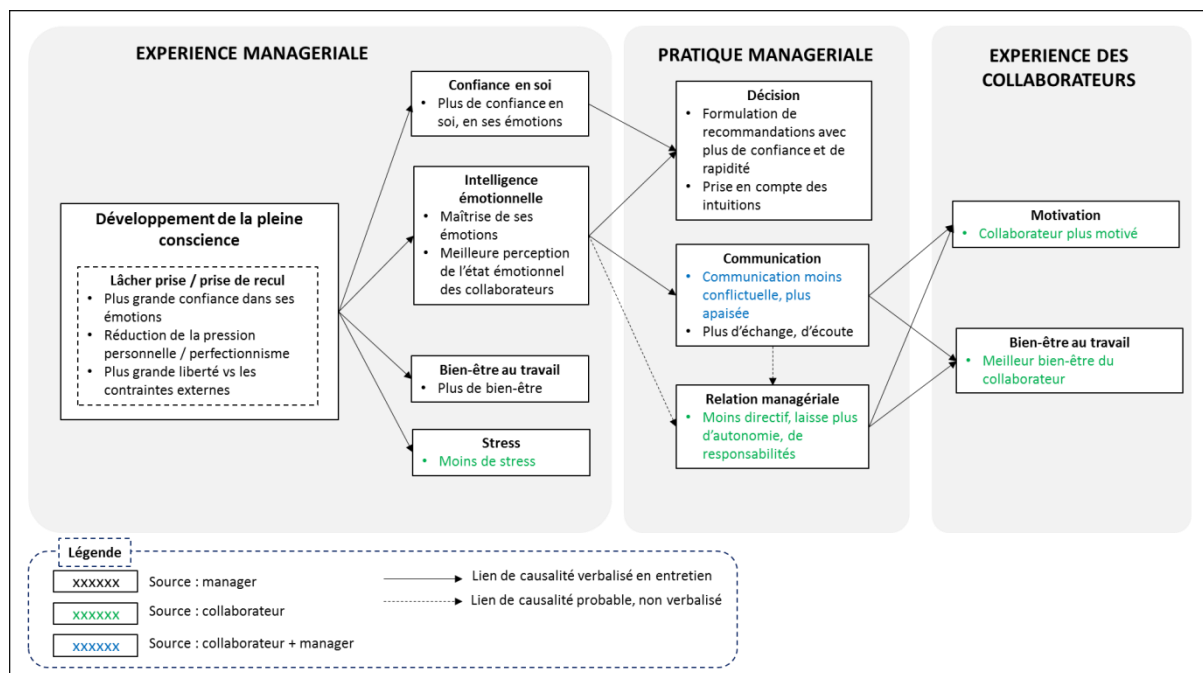 EXPERIENCE MANAGERIALE
Développement de la pleine
conscience
Lâcher prise / prise de recul
• Plus grande confiance dans ses
émotions
• Réduction de la pression
personnelle / perfectionnisme
• Plus grande liberté vs les
contraintes externes
Confiance en soi
• Plus de confiance en
soi, en ses émotions
Intelligence
émotionnelle
• Maîtrise de ses
émotions
• Meilleure perception
de l'état émotionnel
des collaborateurs
Bien-être au travail
• Plus de bien-être
Stress
• Moins de stress
PRATIQUE MANAGERIALE
Décision
• Formulation de
recommandations avec
plus de confiance et de
rapidité
• Prise en compte des
intuitions
Communication
• Communication moins
conflictuelle, plus
apaisée
• Plus d'échange, d'écoute
Relation managériale
• Moins directif, laisse plus
d'autonomie, de
responsabilités
EXPERIENCE DES
COLLABORATEURS
Motivation
• Collaborateur plus motivé
Bien-être au travail
• Meilleur bien-être du
collaborateur
Légende
xxxxxx Source : manager
xxxxxx Source : collaborateur
xxxxxx Source : collaborateur + manager
Lien de causalité verbalisé en entretien
Lien de causalité probable, non verbalisé